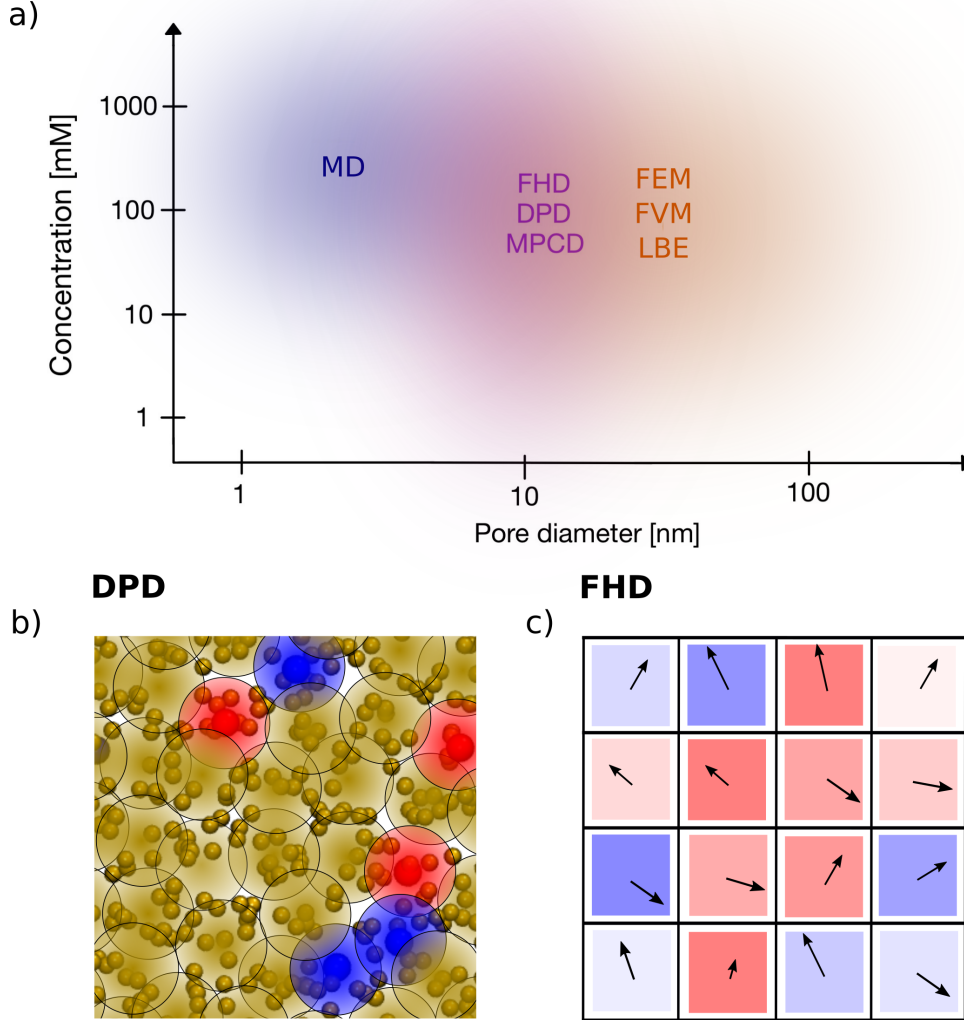 a)
Concentration [mM]
1000
100
10
1
MD
FHD
DPD
MPCD
FEM
FVM
LBE
1
10
100
Pore diameter [nm]
DPD
FHD
b)
c)